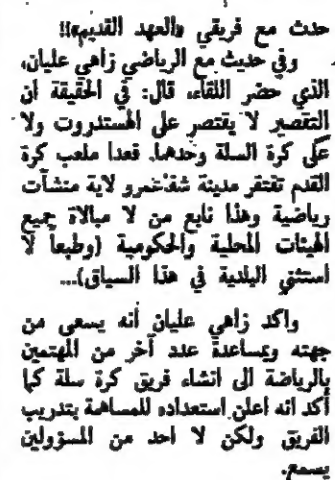 حدث مع فريقي «العهد القديم»!!
وفي حديث مع الرياضي زاهي عليان،
الذي حضر اللقاء، قال: في الحقيقة ان
التقصير لا يقتصر على المستدروت ولا
على كرة السلة وحدها. فعدا ملعب كرة
القدم تفتقر مدينة شفاعمرو لاية منشآت
رياضية وهذا نابع من لا مبالاة جميع
الهيئات المحلية والحكومية (وطبعاً لا
استثني البلدية في هذا السياق)...
واكد زاهي عليان أنه يسعى من
جهته وبمساعدة عدد آخر من المهتمين
بالرياضة الى انشاء فريق كرة سلة كما
أكد انه اعلن استعداده للمساهمة بتدريب
الفريق ولكن لا احد من المسؤولين
يسمع.